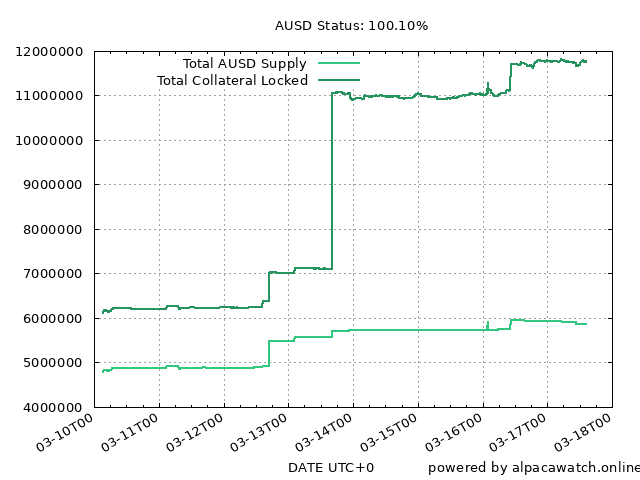 AUSD Status: 100.10%
12000000
11000000
10000000
9000000
8000000
7000000
6000000
5000000
4000000
Total AUSD Supply
Total Collateral Locked
03-10T00
03-11T00
03-12T00
03-13T00
03-14T00
03-15T00
03-16T00
03-17T00
03-18T00
DATE UTC+0
powered by alpacawatch.online